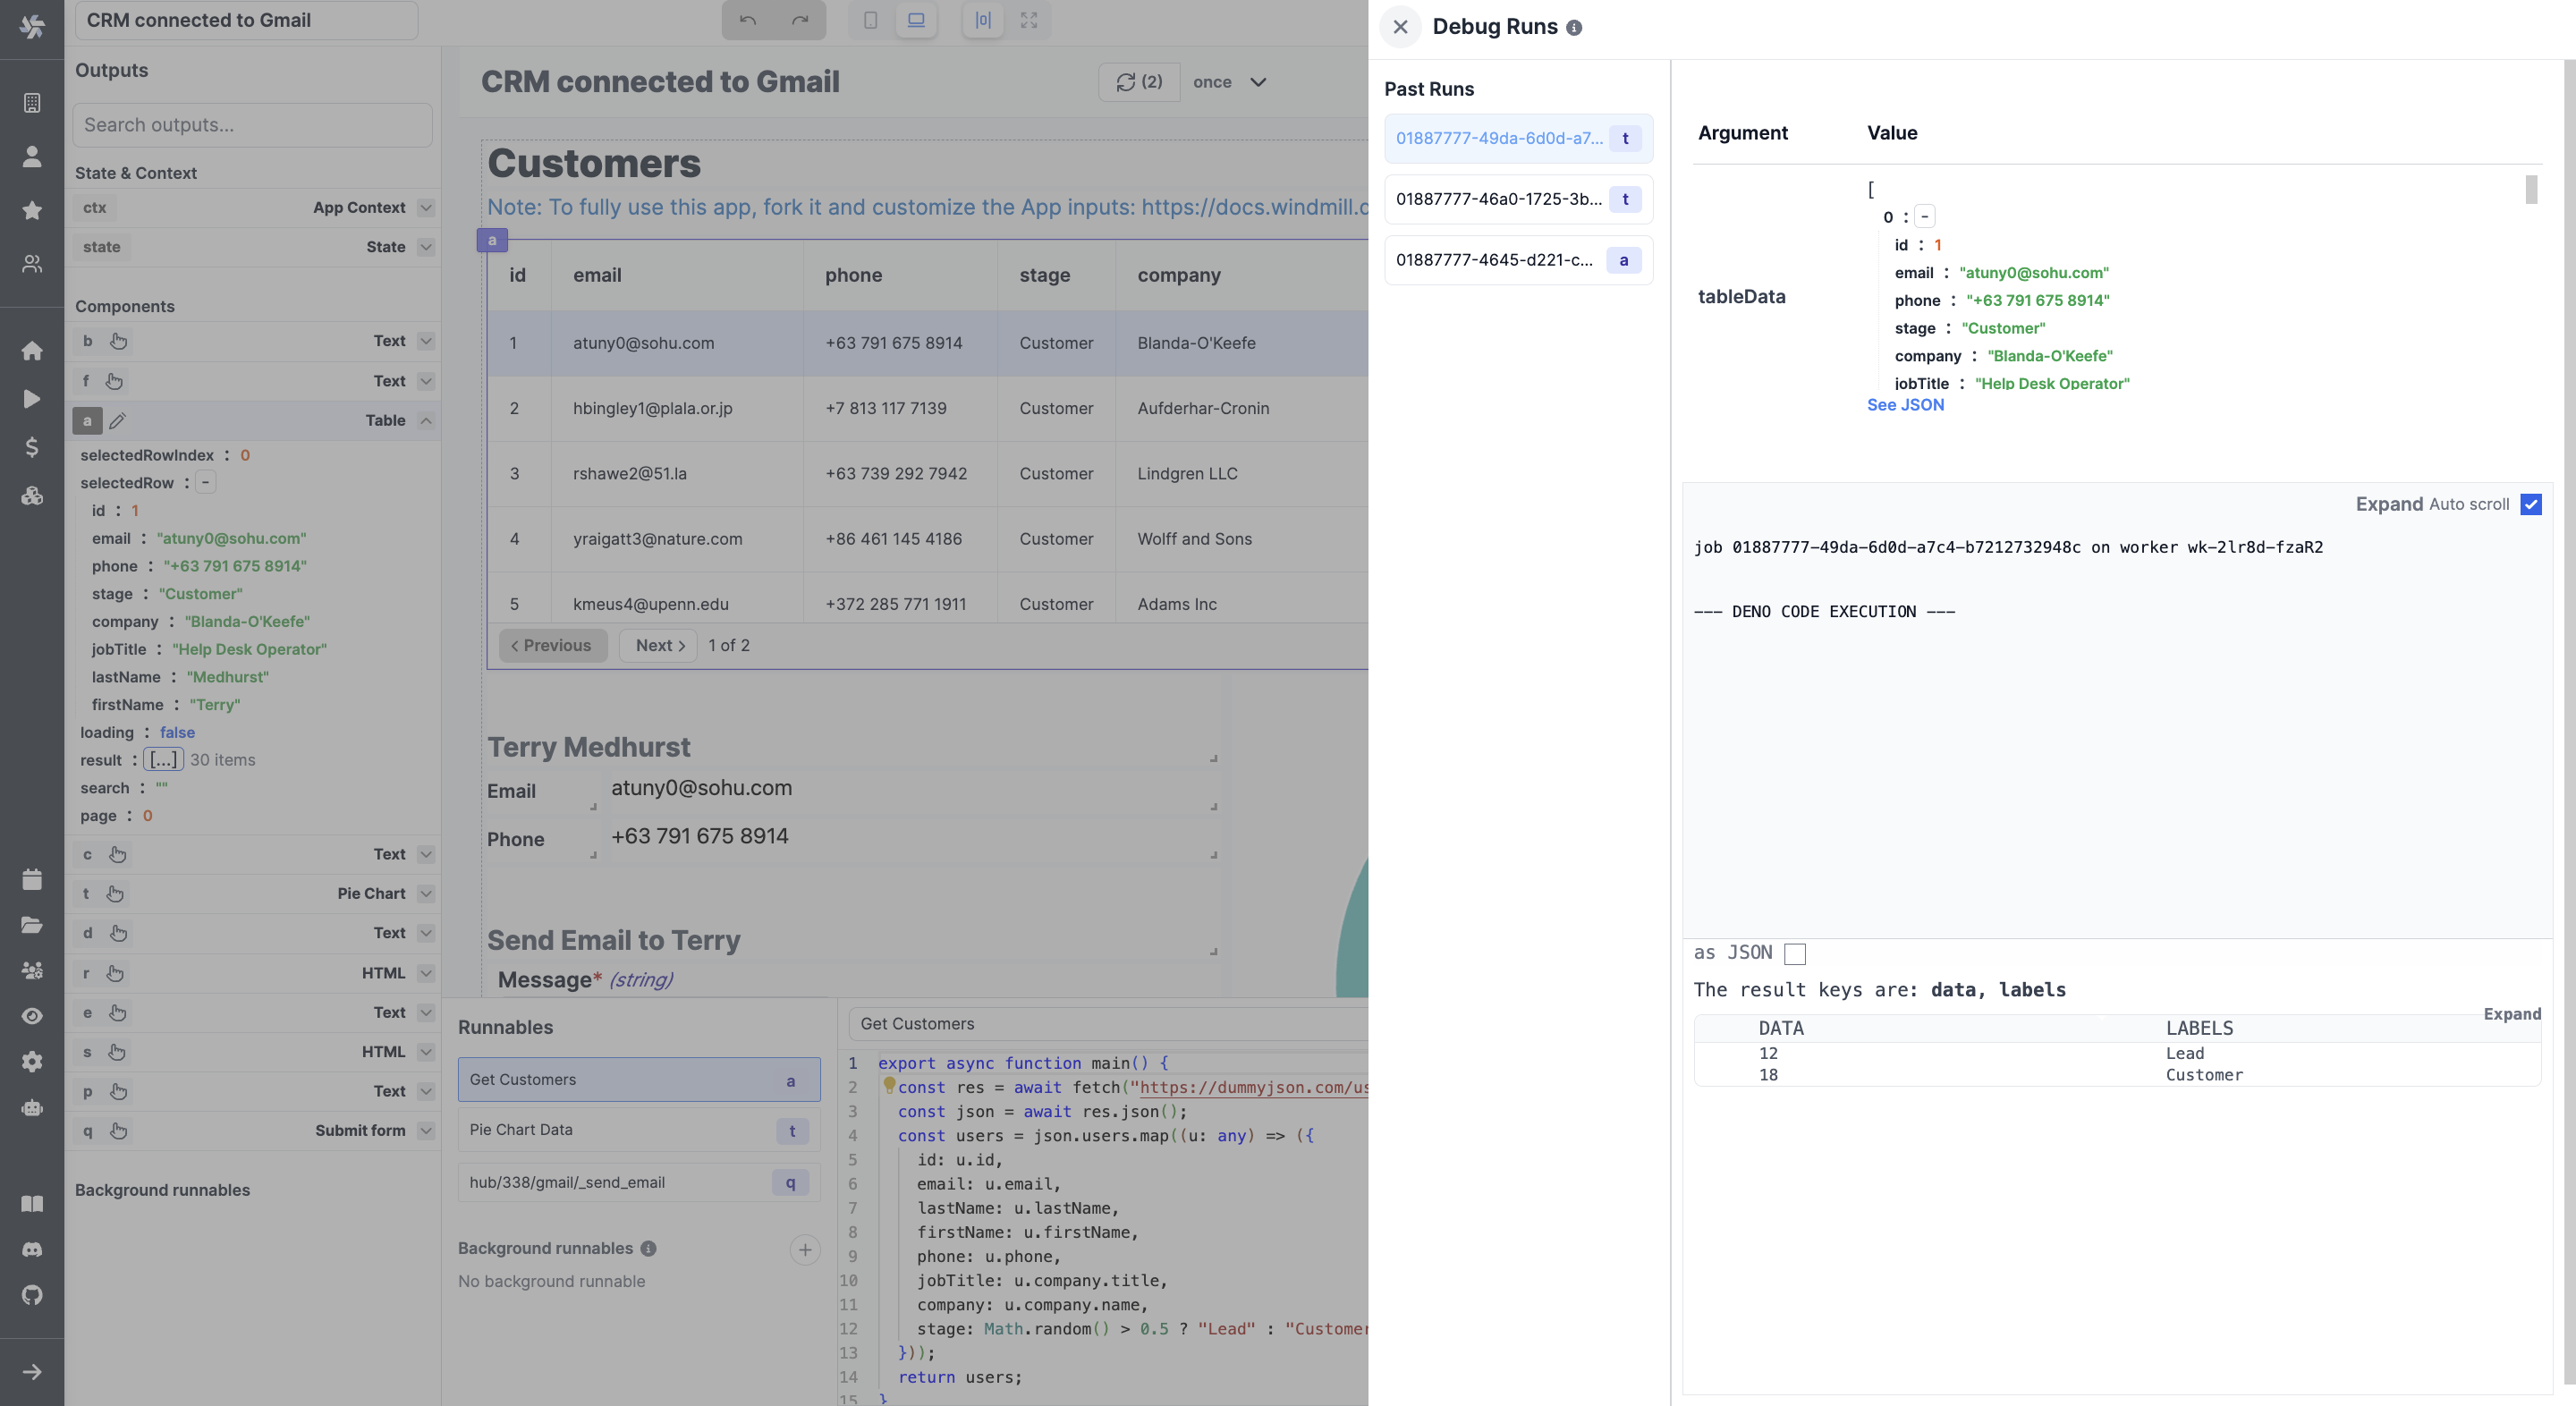 CRM connected to Gmail
Outputs
Search outputs...
State & Context
ctx App Context
state State
Components
b Text
f Text
a Table
selectedRowIndex : 0
selectedRow : -
id : 1
email : "atuny0@sohu.com"
phone : "+63 791 675 8914"
stage : "Customer"
company : "Blanda-O'Keefe"
jobTitle : "Help Desk Operator"
lastName : "Medhurst"
firstName : "Terry"
loading : false
result : [...] 30 items
search : ""
page : 0
c Text
t Pie Chart
d Text
r HTML
e Text
s HTML
p Text
q Submit form
Background runnables
CRM connected to Gmail
(2) once
Customers
Note: To fully use this app, fork it and customize the App inputs: https://docs.windmill.
a
id email phone stage company
1 atuny0@sohu.com +63 791 675 8914 Customer Blanda-O'Keefe
2 hbingley1@plala.or.jp +7 813 117 7139 Customer Aufderhar-Cronin
3 rshawe2@51.la +63 739 292 7942 Customer Lindgren LLC
4 yraigatt3@nature.com +86 461 145 4186 Customer Wolff and Sons
5 kmeus4@upenn.edu +372 285 771 1911 Customer Adams Inc
< Previous Next > 1 of 2
Terry Medhurst
Email atuny0@sohu.com
Phone +63 791 675 8914
Send Email to Terry
Message* (string)
Runnables
Get Customers a
Pie Chart Data t
hub/338/gmail/_send_email q
Background runnables
No background runnable
Get Customers
1 export async function main() {
2 const res = await fetch("https://dummyjson.com/us
3 const json = await res.json();
4 const users = json.users.map((u: any) => ({
5 id: u.id,
6 email: u.email,
7 lastName: u.lastName,
8 firstName: u.firstName,
9 phone: u.phone,
10 jobTitle: u.company.title,
11 company: u.company.name,
12 stage: Math.random() > 0.5 ? "Lead" : "Customer
13 }));
14 return users;
15 }
Debug Runs
Past Runs
01887777-49da-6d0d-a7... t
01887777-46a0-1725-3b... t
01887777-4645-d221-c... a
Argument Value
tableData
[
0 : -
id : 1
email : "atuny0@sohu.com"
phone : "+63 791 675 8914"
stage : "Customer"
company : "Blanda-O'Keefe"
jobTitle : "Help Desk Operator"
See JSON
Expand Auto scroll
job 01887777-49da-6d0d-a7c4-b7212732948c on worker wk-2lr8d-fzaR2
--- DENO CODE EXECUTION ---
as JSON
The result keys are: data, labels
Expand
DATA LABELS
12 Lead
18 Customer